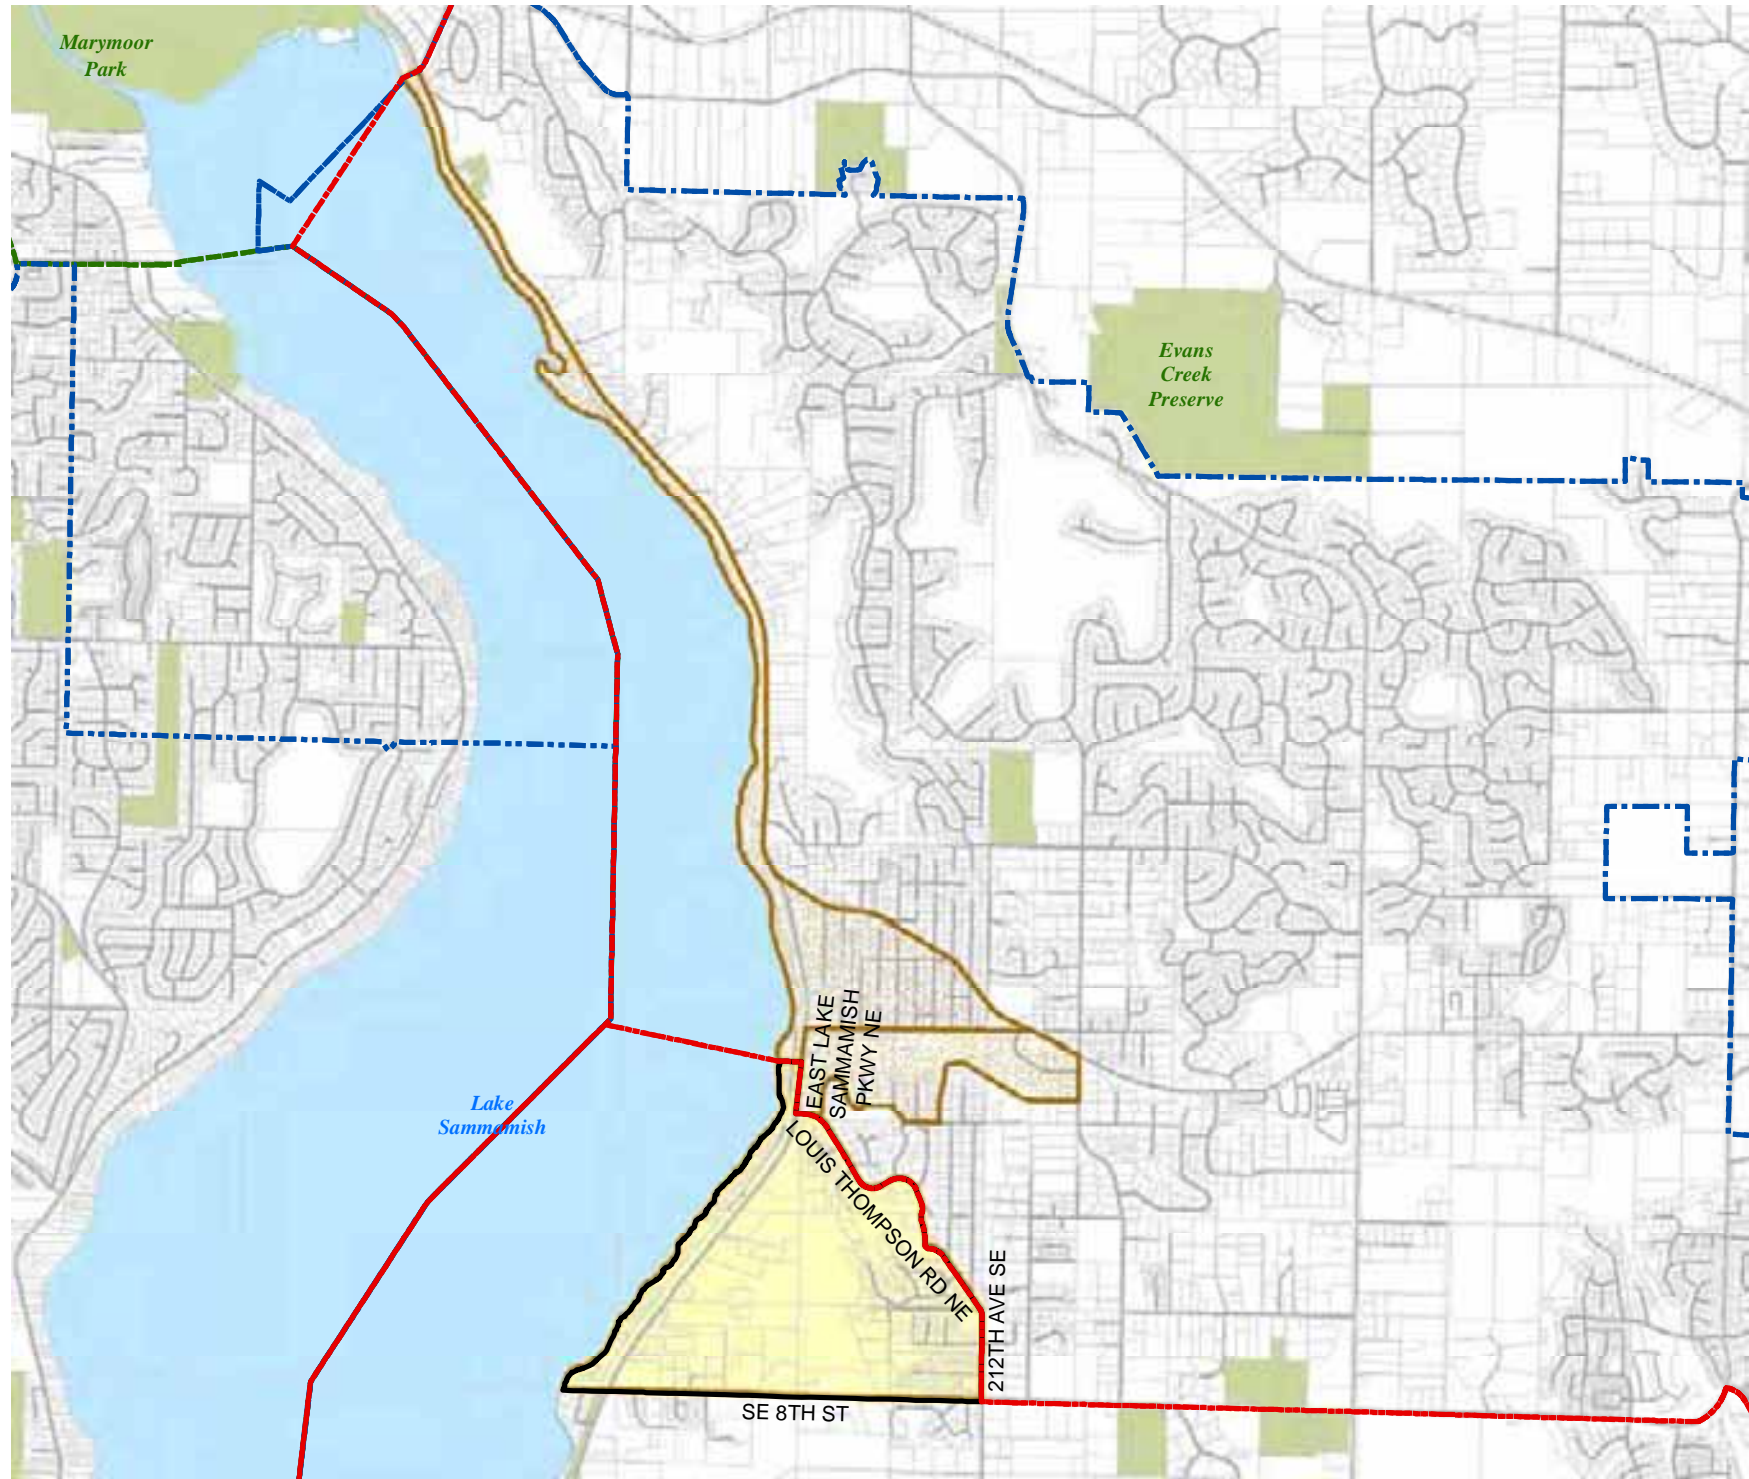 Marymoor
Park
Evans
Creek
Preserve
EAST LAKE
SAMMAMISH
PKWY NE
Lake
Sammamish
LOUIS THOMPSON RD NE
212TH AVE SE
SE 8TH ST